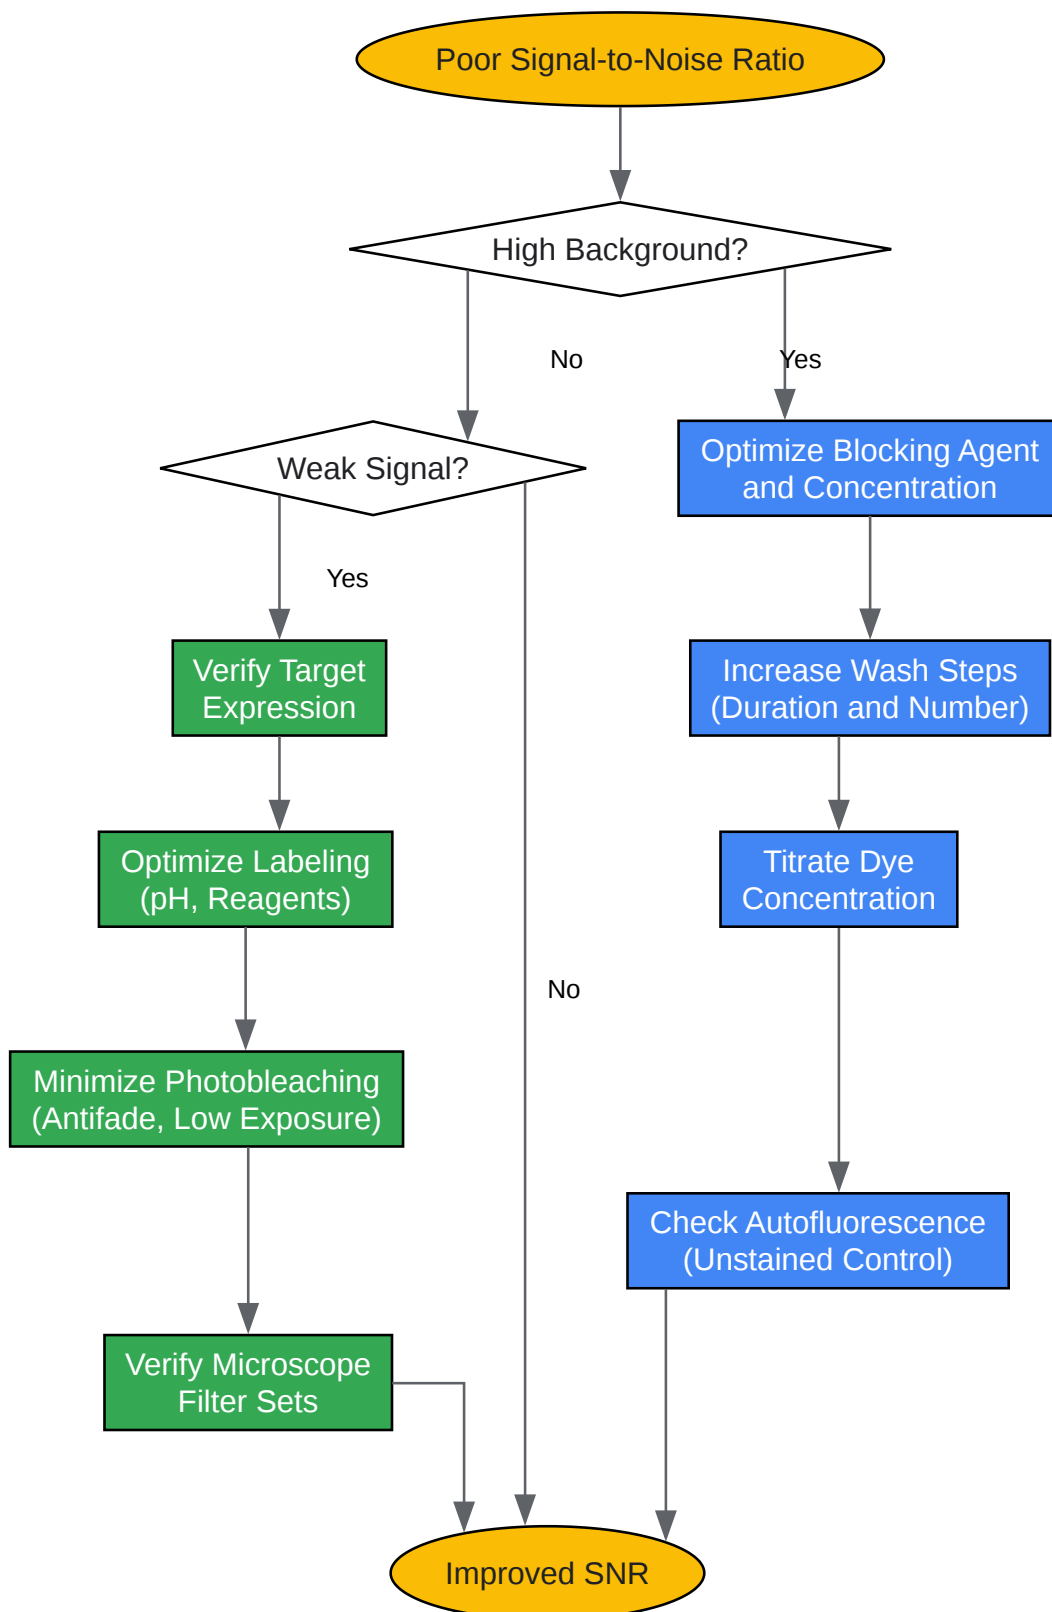 Poor Signal-to-Noise Ratio
High Background?
No
Yes
Weak Signal?
Optimize Blocking Agent
and Concentration
Yes
Verify Target
Expression
Increase Wash Steps
(Duration and Number)
Optimize Labeling
(pH, Reagents)
Titrate Dye
Concentration
No
Minimize Photobleaching
(Antifade, Low Exposure)
Check Autofluorescence
(Unstained Control)
Verify Microscope
Filter Sets
Improved SNR